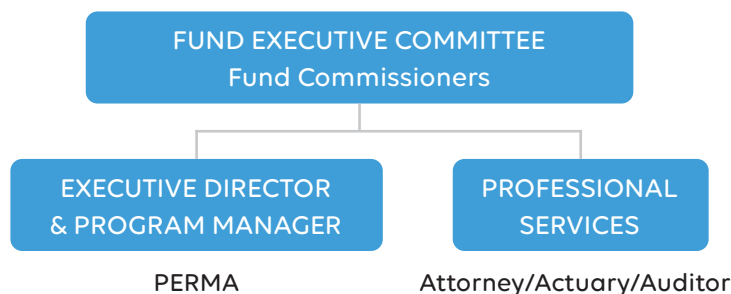 FUND EXECUTIVE COMMITTEE
Fund Commissioners
EXECUTIVE DIRECTOR
& PROGRAM MANAGER
PERMA
PROFESSIONAL
SERVICES
Attorney/Actuary/Auditor